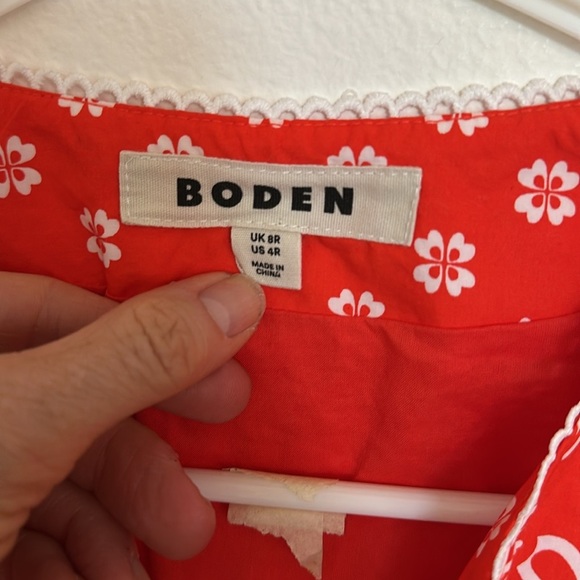 BODEN
UK 8R
US 4R
MADE IN
CHINA